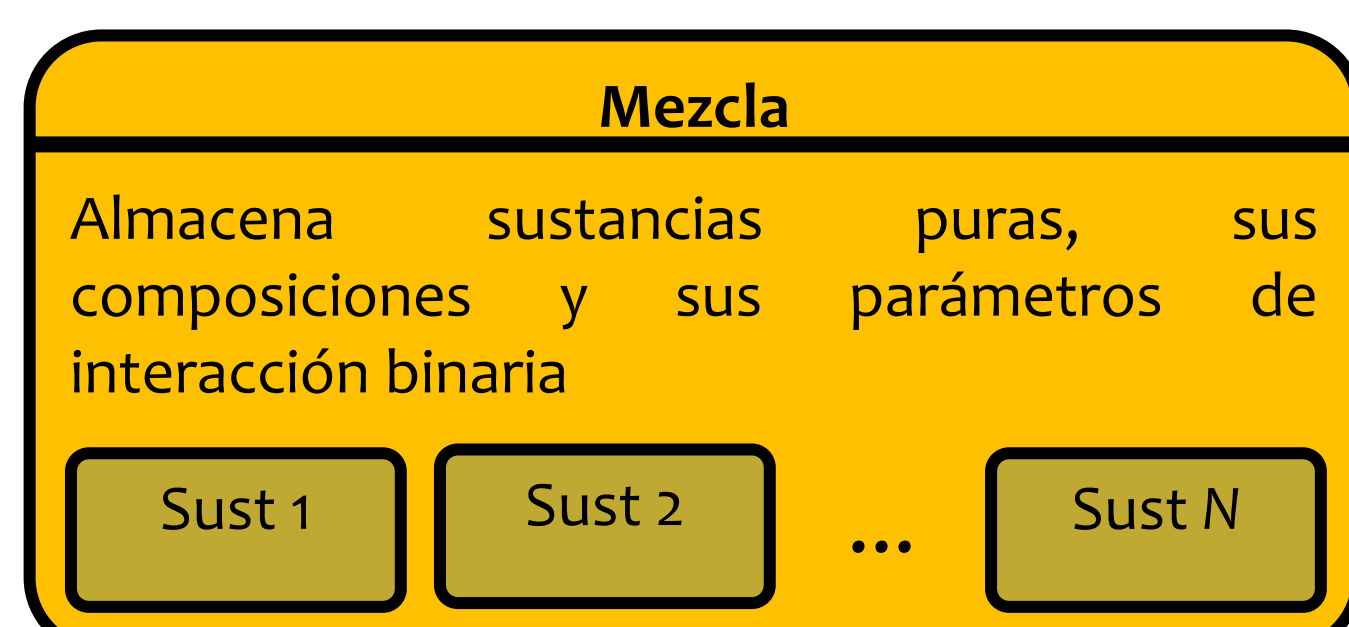 Mezcla
Almacena sustancias puras, sus
composiciones y sus parámetros de
interacción binaria
Sust 1 Sust 2 ... Sust N